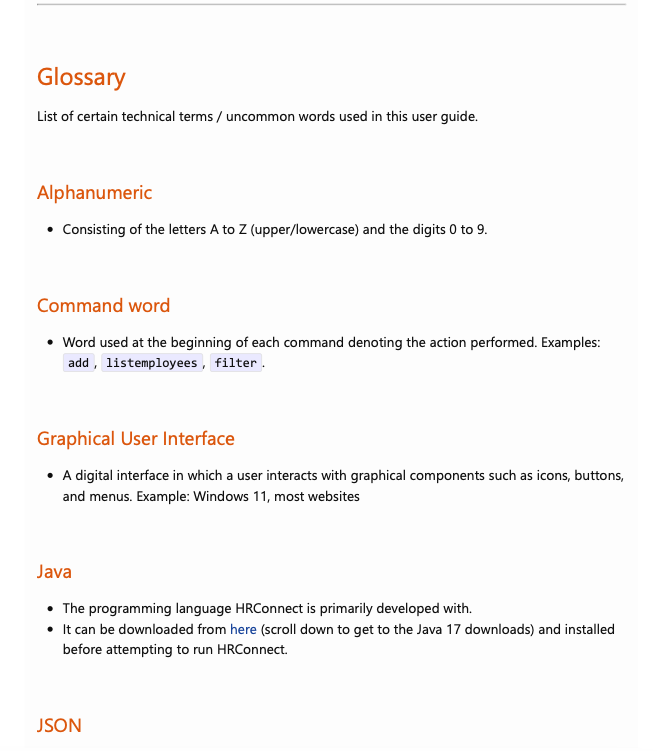 Glossary
List of certain technical terms / uncommon words used in this user guide.
Alphanumeric
• Consisting of the letters A to Z (upper/lowercase) and the digits 0 to 9.
Command word
• Word used at the beginning of each command denoting the action performed. Examples:
add, listemployees, filter.
Graphical User Interface
• A digital interface in which a user interacts with graphical components such as icons, buttons,
and menus. Example: Windows 11, most websites
Java
• The programming language HRConnect is primarily developed with.
• It can be downloaded from here (scroll down to get to the Java 17 downloads) and installed
before attempting to run HRConnect.
JSON